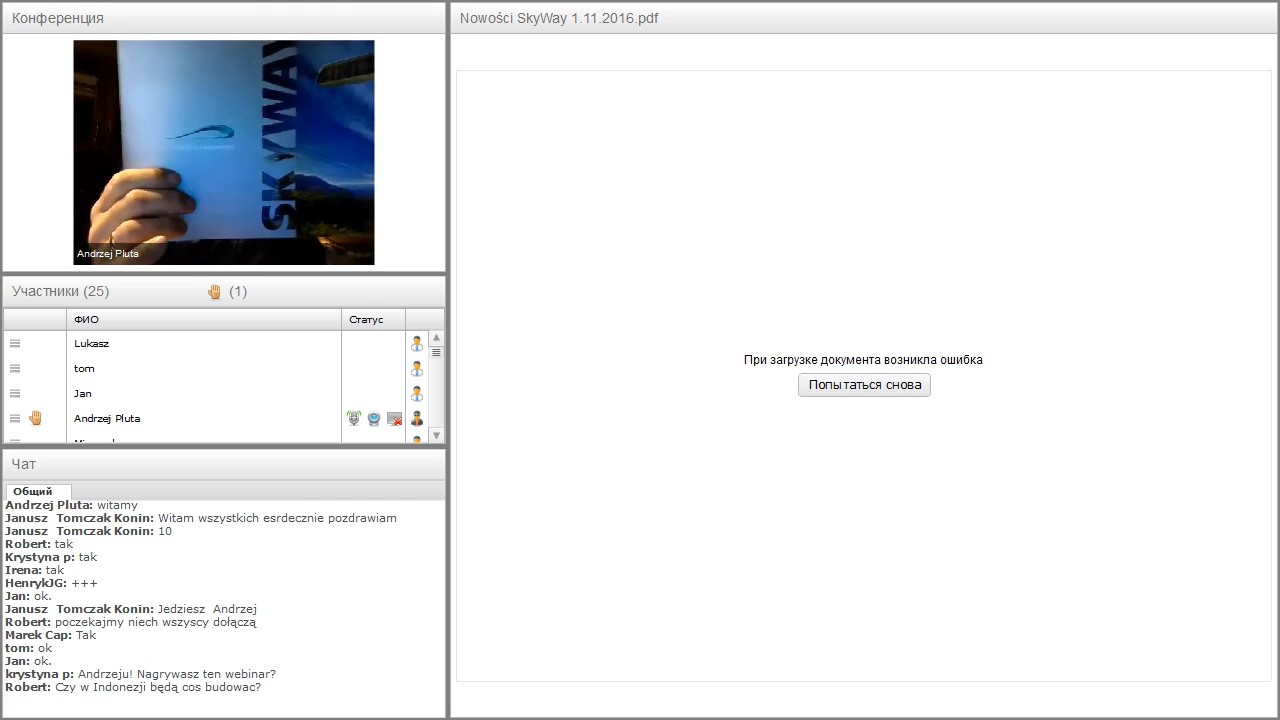 Конференция
SKYWAY
Andrzej Pluta
Участники (25)
(1)
ФИО
Статус
Lukasz
tom
Jan
Andrzej Pluta
Чат
Общий
Andrzej Pluta: witamy
Janusz Tomczak Konin: Witam wszystkich esrdecznie pozdrawiam
Janusz Tomczak Konin: 10
Robert: tak
Krystyna p: tak
Irena: tak
HenrykJG: +++
Jan: ok.
Janusz Tomczak Konin: Jedziesz Andrzej
Robert: poczekajmy niech wszyscy dołączą
Marek Cap: Tak
tom: ok
Jan: ok.
krystyna p: Andrzeju! Nagrywasz ten webinar?
Robert: Czy w Indonezji będą cos budowac?
Nowości SkyWay 1.11.2016.pdf
При загрузке документа возникла ошибка
Попытаться снова